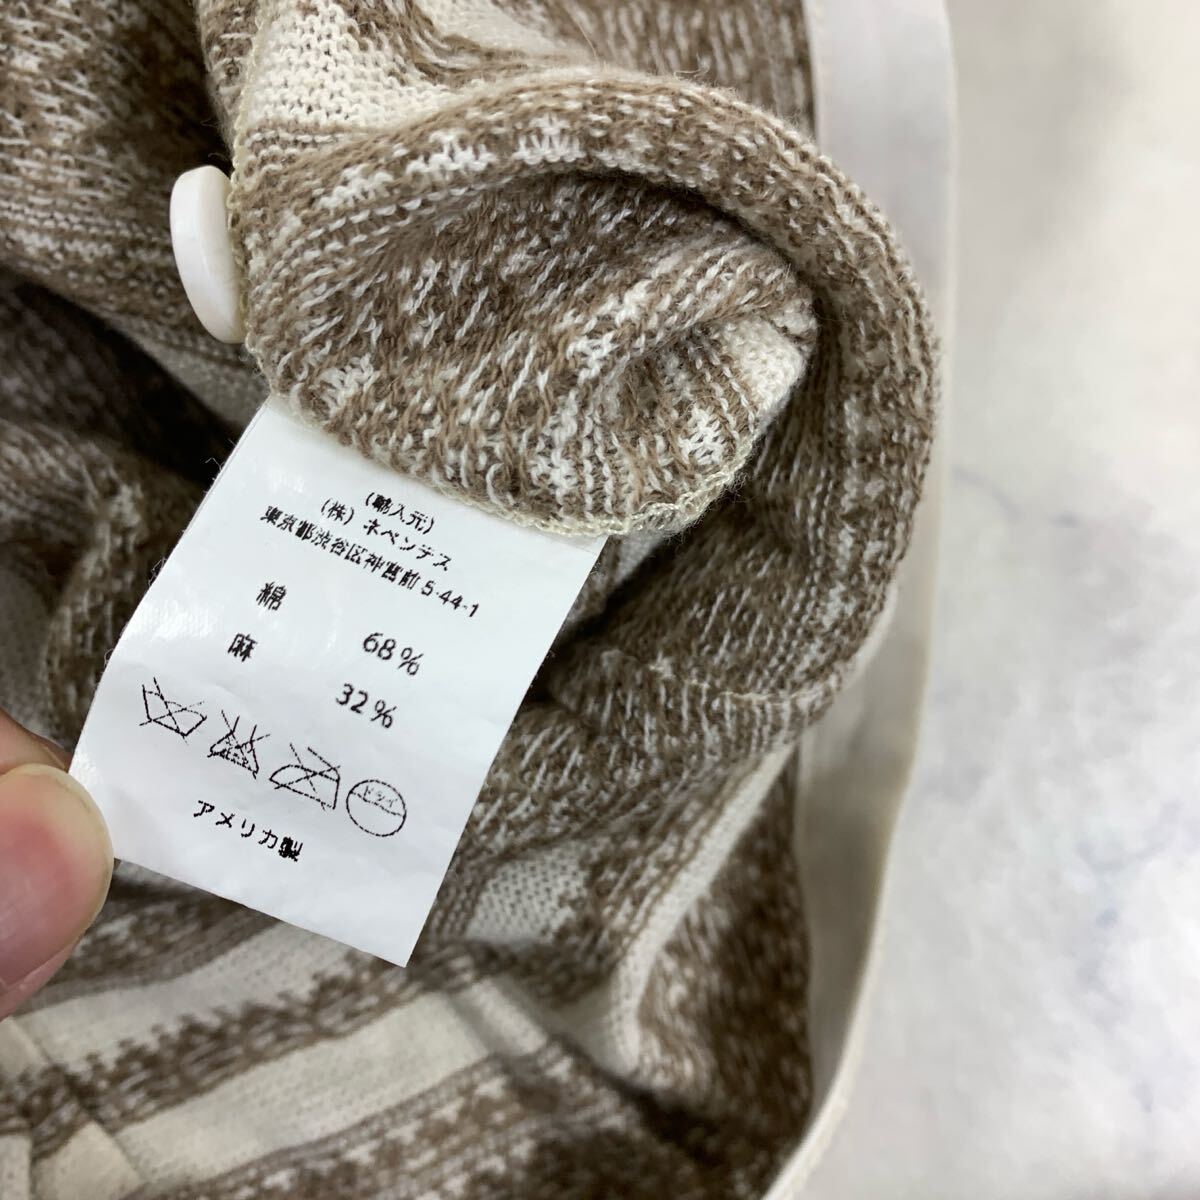 (輸入元)
(株) ネペンテス
東京都渋谷区神宮前 5-44-1
綿 68%
麻 32%
ドライ
アメリカ製